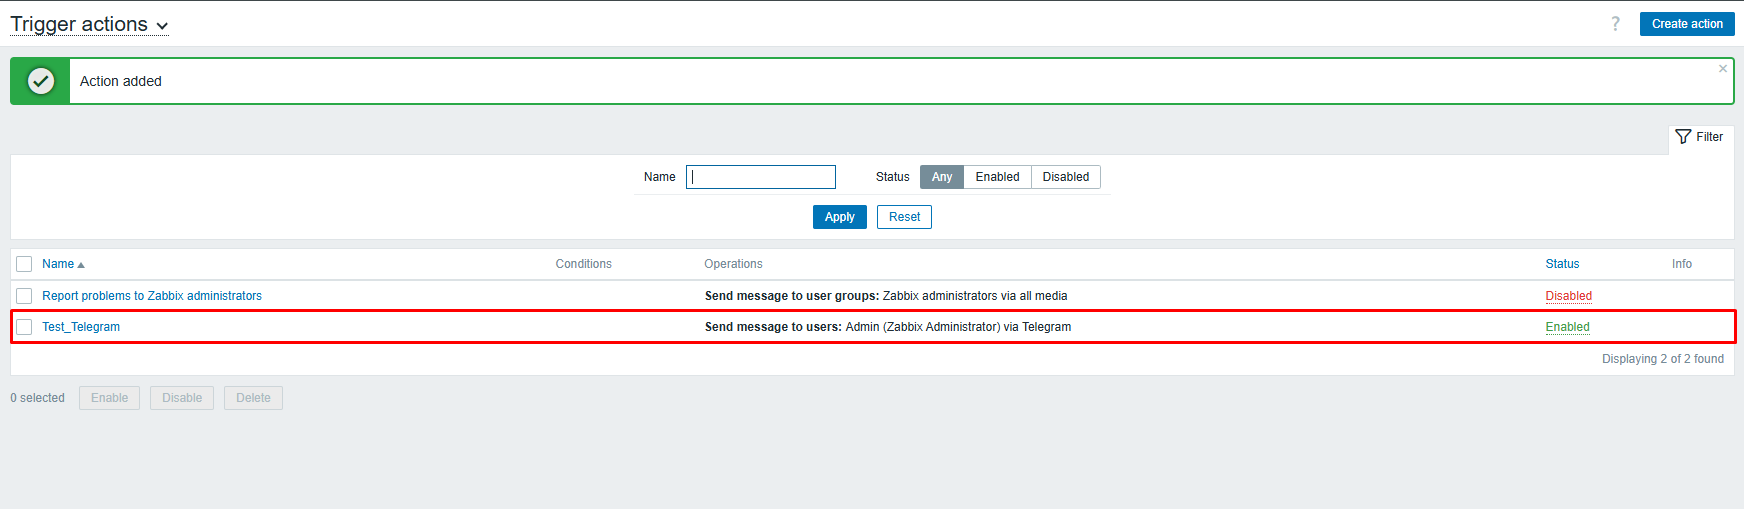 Trigger actions
? Create action
Action added
Filter
Name Status Any Enabled Disabled
Apply Reset
Name Conditions Operations Status Info
Report problems to Zabbix administrators Send message to user groups: Zabbix administrators via all media Disabled
Test_Telegram Send message to users: Admin (Zabbix Administrator) via Telegram Enabled
Displaying 2 of 2 found
0 selected Enable Disable Delete